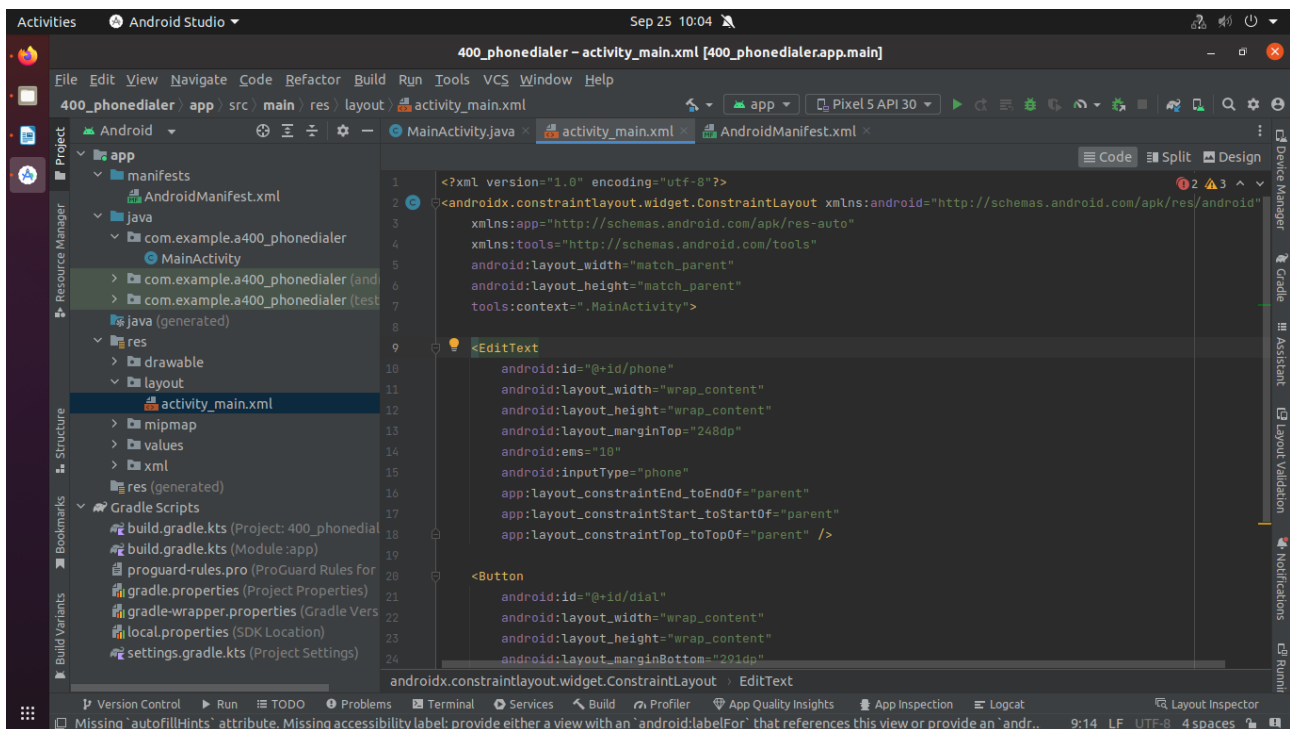 Activities Android Studio Sep 25 10:04
400_phonedialer – activity_main.xml [400_phonedialer.app.main]
File Edit View Navigate Code Refactor Build Run Tools VCS Window Help
400_phonedialer app src main res layout activity_main.xml app Pixel 5 API 30
Android MainActivity.java activity_main.xml AndroidManifest.xml
Code Split Design
Project
Resource Manager
Structure
Bookmarks
Build Variants
app
manifests
AndroidManifest.xml
java
com.example.a400_phonedialer
MainActivity
com.example.a400_phonedialer (and
com.example.a400_phonedialer (test
java (generated)
res
drawable
layout
activity_main.xml
mipmap
values
xml
res (generated)
Gradle Scripts
build.gradle.kts (Project: 400_phonedial
build.gradle.kts (Module :app)
proguard-rules.pro (ProGuard Rules for
gradle.properties (Project Properties)
gradle-wrapper.properties (Gradle Vers
local.properties (SDK Location)
settings.gradle.kts (Project Settings)
2 3
1 <?xml version="1.0" encoding="utf-8"?>
2 <androidx.constraintlayout.widget.ConstraintLayout xmlns:android="http://schemas.android.com/apk/res/android"
3 xmlns:app="http://schemas.android.com/apk/res-auto"
4 xmlns:tools="http://schemas.android.com/tools"
5 android:layout_width="match_parent"
6 android:layout_height="match_parent"
7 tools:context=".MainActivity">
8
9 <EditText
10 android:id="@+id/phone"
11 android:layout_width="wrap_content"
12 android:layout_height="wrap_content"
13 android:layout_marginTop="248dp"
14 android:ems="10"
15 android:inputType="phone"
16 app:layout_constraintEnd_toEndOf="parent"
17 app:layout_constraintStart_toStartOf="parent"
18 app:layout_constraintTop_toTopOf="parent" />
19
20 <Button
21 android:id="@+id/dial"
22 android:layout_width="wrap_content"
23 android:layout_height="wrap_content"
24 android:layout_marginBottom="291dp"
androidx.constraintlayout.widget.ConstraintLayout EditText
Device Manager
Gradle
Assistant
Layout Validation
Notifications
Runni
Version Control Run TODO Problems Terminal Services Build Profiler App Quality Insights App Inspection Logcat Layout Inspector
Missing `autofillHints` attribute. Missing accessibility label: provide either a view with an `android:labelFor` that references this view or provide an `andr.. 9:14 LF UTF-8 4 spaces